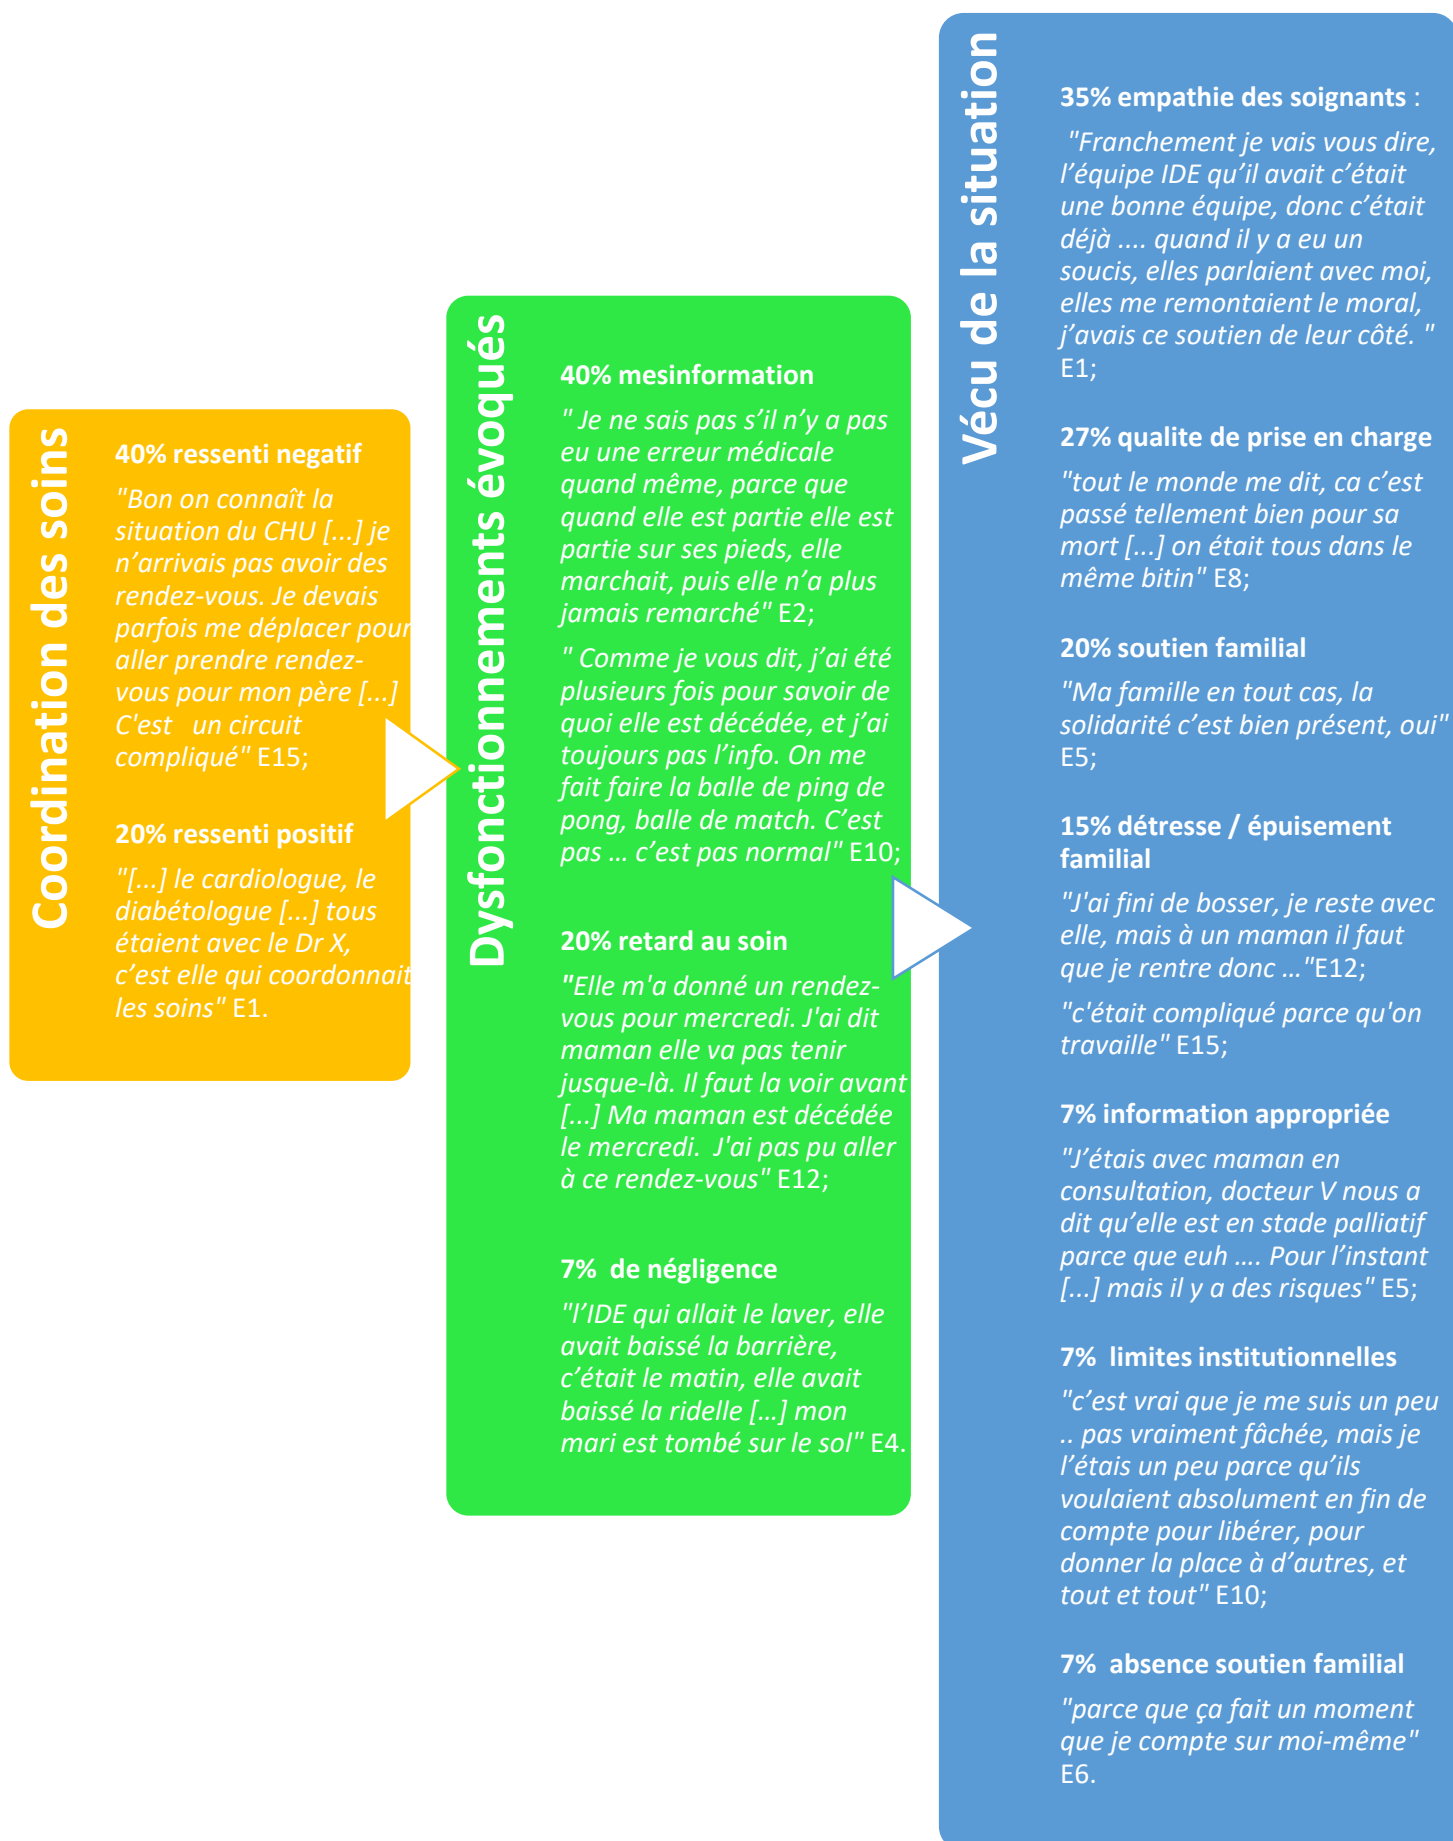 Coordination des soins
40% ressenti negatif
"Bon on connaît la
situation du CHU [...] je
n’arrivais pas avoir des
rendez-vous. Je devais
parfois me déplacer pour
aller prendre rendez-
vous pour mon père [...]
C'est un circuit
compliqué" E15;
20% ressenti positif
"[...] le cardiologue, le
diabétologue [...] tous
étaient avec le Dr X,
c’est elle qui coordonnait
les soins" E1.
Dysfonctionnements évoqués
40% mesinformation
" Je ne sais pas s’il n’y a pas
eu une erreur médicale
quand même, parce que
quand elle est partie elle est
partie sur ses pieds, elle
marchait, puis elle n’a plus
jamais remarché" E2;
" Comme je vous dit, j’ai été
plusieurs fois pour savoir de
quoi elle est décédée, et j’ai
toujours pas l’info. On me
fait faire la balle de ping de
pong, balle de match. C’est
pas … c’est pas normal" E10;
20% retard au soin
"Elle m'a donné un rendez-
vous pour mercredi. J'ai dit
maman elle va pas tenir
jusque-là. Il faut la voir avant
[...] Ma maman est décédée
le mercredi. J'ai pas pu aller
à ce rendez-vous" E12;
7% de négligence
"l’IDE qui allait le laver, elle
avait baissé la barrière,
c’était le matin, elle avait
baissé la ridelle […] mon
mari est tombé sur le sol" E4.
Vécu de la situation
35% empathie des soignants :
"Franchement je vais vous dire,
l’équipe IDE qu’il avait c’était
une bonne équipe, donc c’était
déjà .... quand il y a eu un
soucis, elles parlaient avec moi,
elles me remontaient le moral,
j’avais ce soutien de leur côté. "
E1;
27% qualite de prise en charge
"tout le monde me dit, ca c’est
passé tellement bien pour sa
mort [...] on était tous dans le
même bitin" E8;
20% soutien familial
"Ma famille en tout cas, la
solidarité c’est bien présent, oui"
E5;
15% détresse / épuisement
familial
"J'ai fini de bosser, je reste avec
elle, mais à un maman il faut
que je rentre donc …"E12;
"c'était compliqué parce qu'on
travaille" E15;
7% information appropriée
"J’étais avec maman en
consultation, docteur V nous a
dit qu’elle est en stade palliatif
parce que euh …. Pour l’instant
[...] mais il y a des risques" E5;
7% limites institutionnelles
"c’est vrai que je me suis un peu
.. pas vraiment fâchée, mais je
l’étais un peu parce qu’ils
voulaient absolument en fin de
compte pour libérer, pour
donner la place à d’autres, et
tout et tout" E10;
7% absence soutien familial
"parce que ça fait un moment
que je compte sur moi-même"
E6.